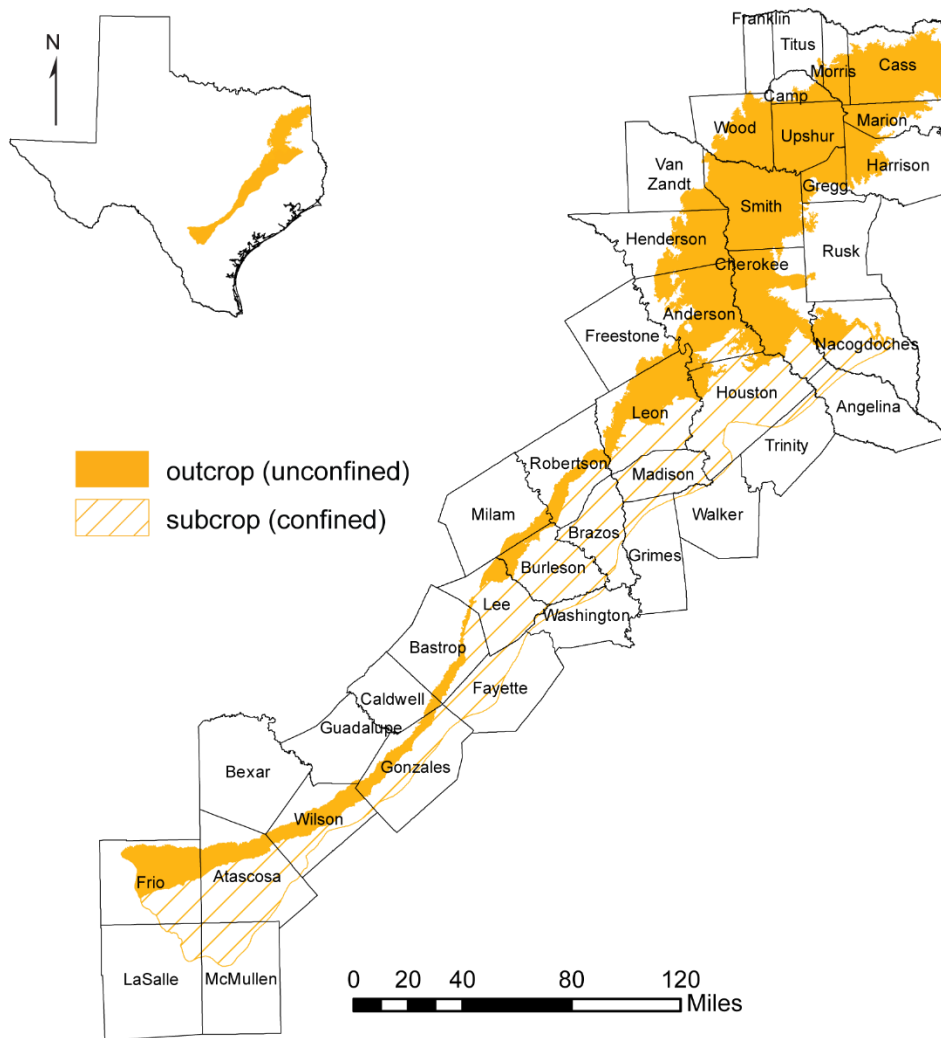 N
Franklin
Titus
Morris
Cass
Camp
Wood
Upshur
Marion
Van
Zandt
Harrison
Gregg
Smith
Henderson
Rusk
Cherokee
Anderson
Freestone
Nacogdoches
Houston
Leon
Angelina
Trinity
Robertson
Madison
outcrop (unconfined)
subcrop (confined)
Milam
Walker
Brazos
Grimes
Burleson
Lee
Washington
Bastrop
Fayette
Caldwell
Guadalupe
Gonzales
Bexar
Wilson
Atascosa
Frio
LaSalle
McMullen
0 20 40 80 120
Miles